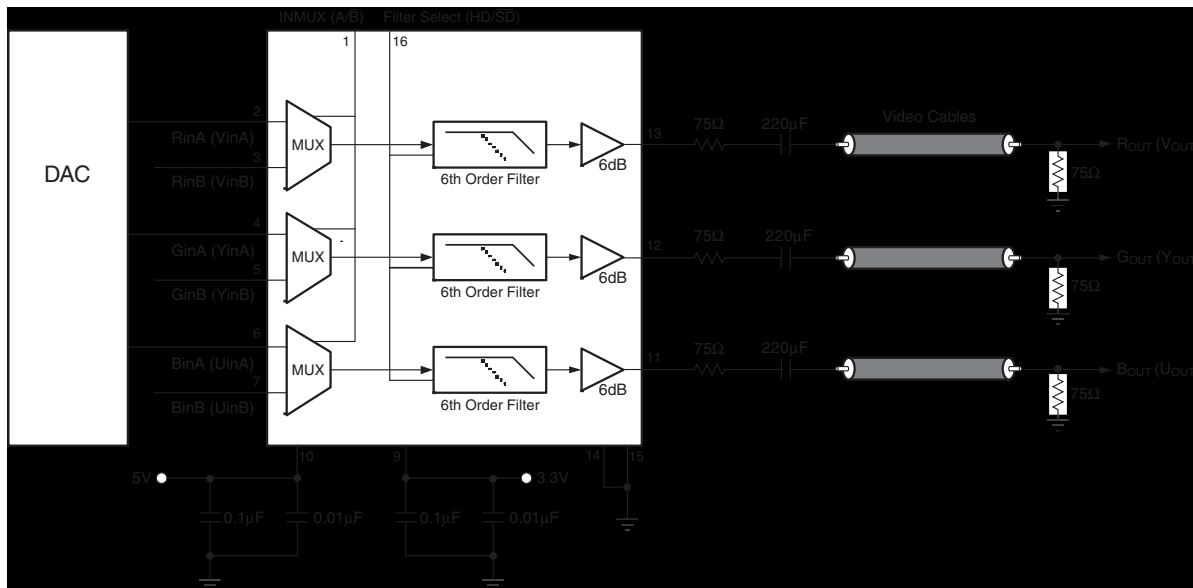 INMUX (A/B̅) Filter Select (HD/S̅D̅)
1 16
DAC
2
RinA (VinA)
3
RinB (VinB)
MUX
6th Order Filter
6dB
13
75Ω
220µF
Video Cables
ROUT (VOUT
75Ω
4
GinA (YinA)
5
GinB (YinB)
MUX
6th Order Filter
6dB
12
75Ω
220µF
GOUT (YOUT
75Ω
6
BinA (UinA)
7
BinB (UinB)
MUX
6th Order Filter
6dB
11
75Ω
220µF
BOUT (UOUT
75Ω
10 9 14 15
5V 3.3V
0.1µF 0.01µF 0.1µF 0.01µF